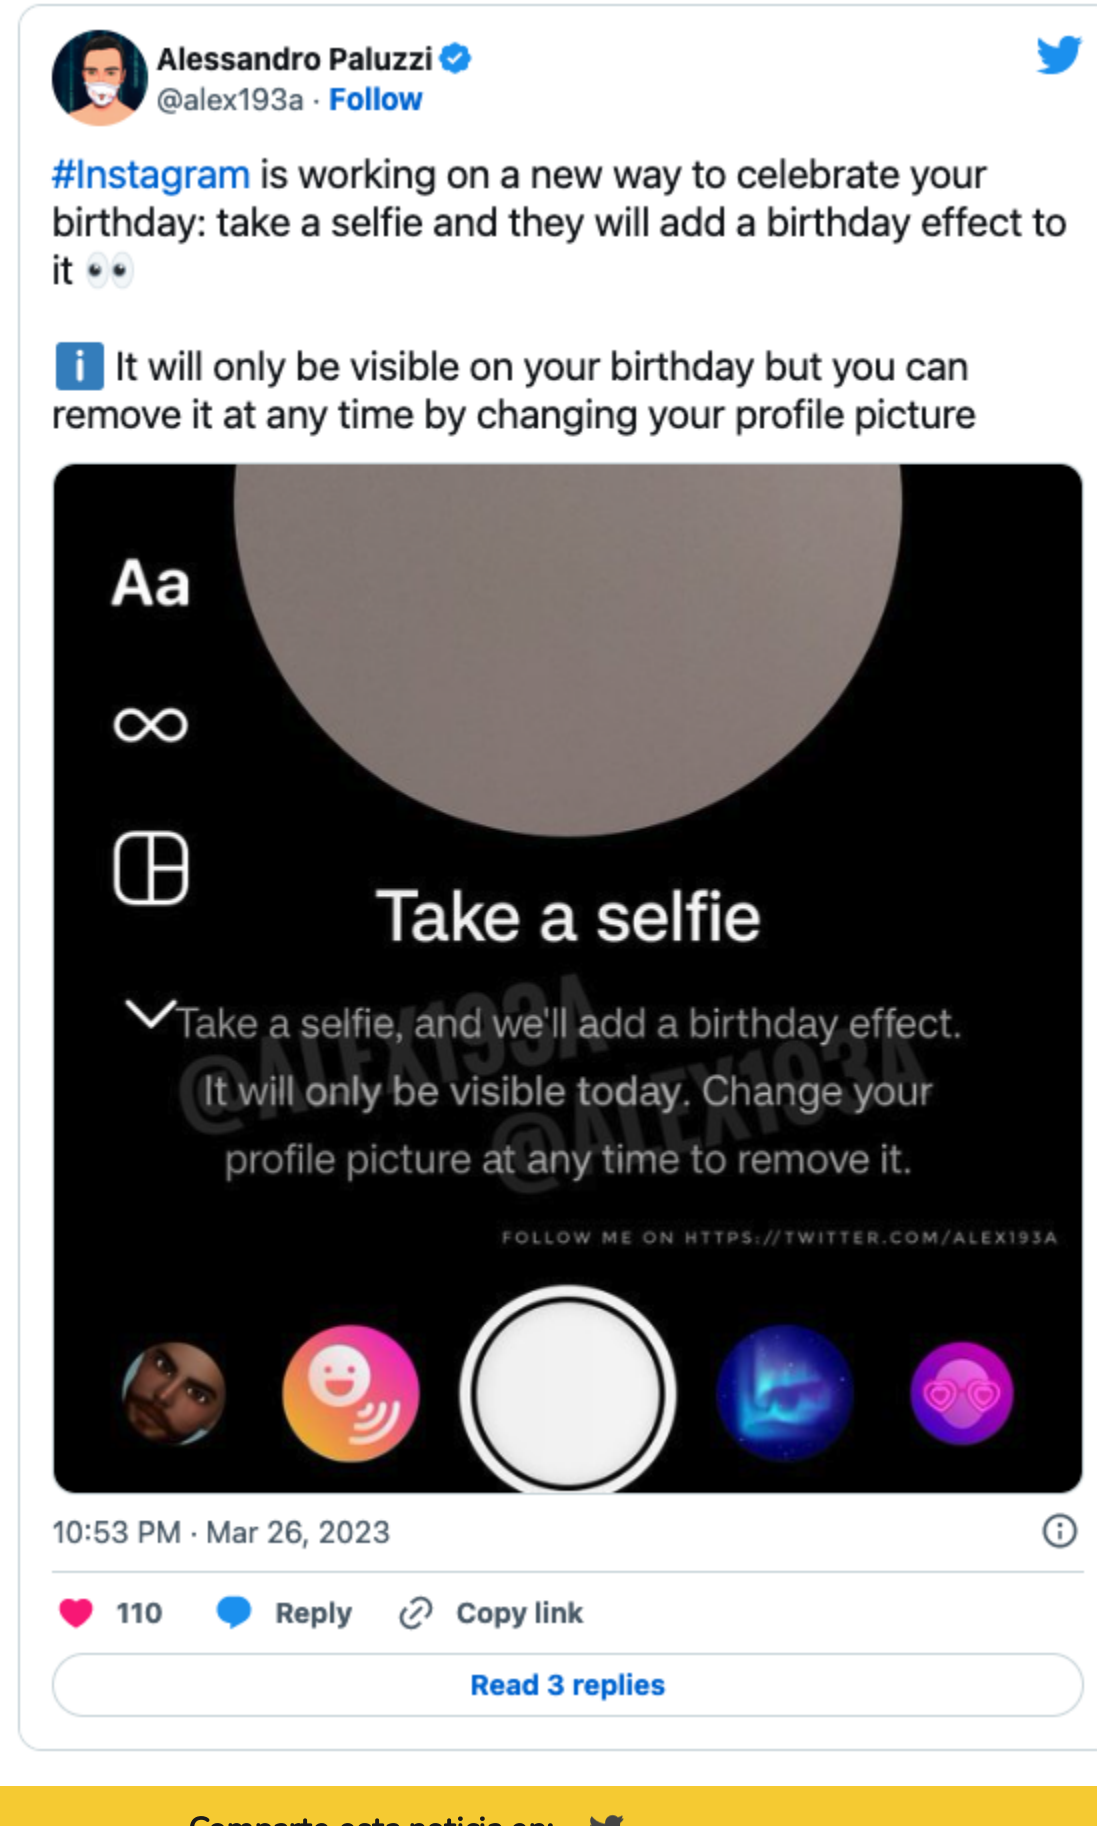 Alessandro Paluzzi
@alex193a · Follow
#Instagram is working on a new way to celebrate your
birthday: take a selfie and they will add a birthday effect to
it 👀
ℹ️ It will only be visible on your birthday but you can
remove it at any time by changing your profile picture
Aa
Take a selfie
Take a selfie, and we'll add a birthday effect.
It will only be visible today. Change your
profile picture at any time to remove it.
@ALEX193A
@ALEX193A
FOLLOW ME ON HTTPS://TWITTER.COM/ALEX193A
10:53 PM · Mar 26, 2023
110 Reply Copy link
Read 3 replies
Comparte esta noticia en: